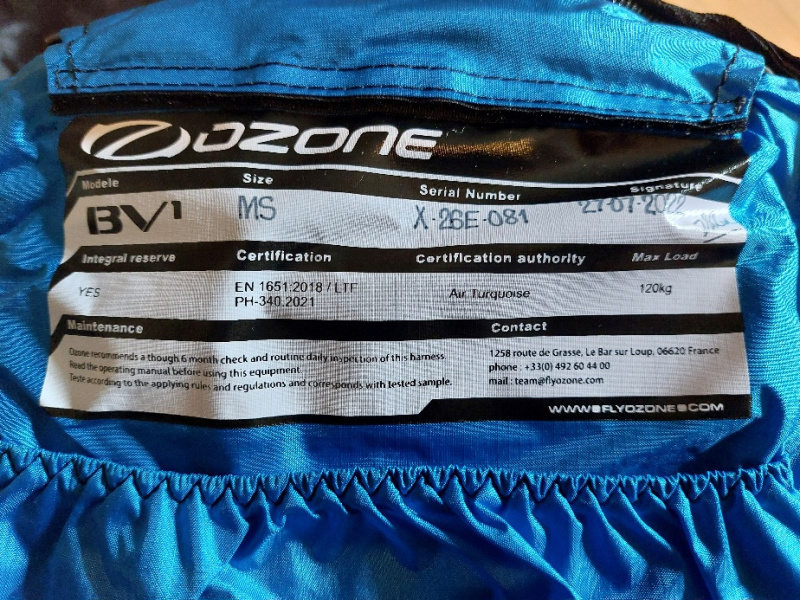 OZONE
Modele Size Serial Number Signature
BV1 MS X-26E-081 27-07-2022
Integral reserve Certification Certification authority Max Load
YES EN 1651:2018 / LTF Air Turquoise 120kg
PH-340.2021
Maintenance Contact
Ozone recommends a though 6 month check and routine daily inspection of this harness.
Read the operating manual before using this equipment.
Teste according to the applying rules and regulations and corresponds with tested sample.
1258 route de Grasse, Le Bar sur Loup, 06620 France
phone : +33(0) 492 60 44 00
mail : team@flyozone.com
WWW.FLYOZONE.COM